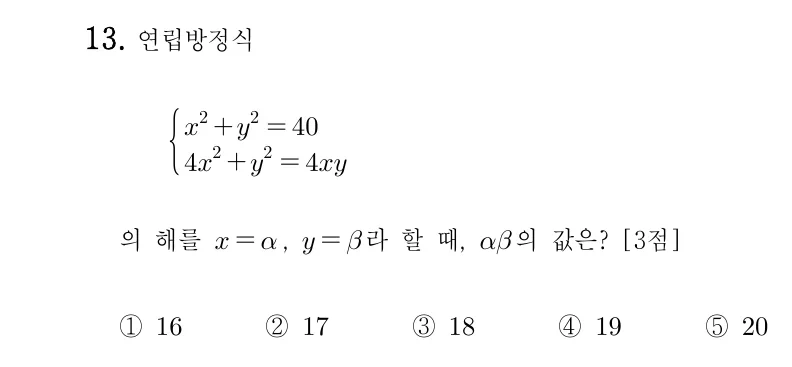 13. 연립방정식
x² + y² = 40
4x² + y² = 4xy
의 해를 x = α, y = β라 할 때, αβ의 값은? [3점]
① 16 ② 17 ③ 18 ④ 19 ⑤ 20